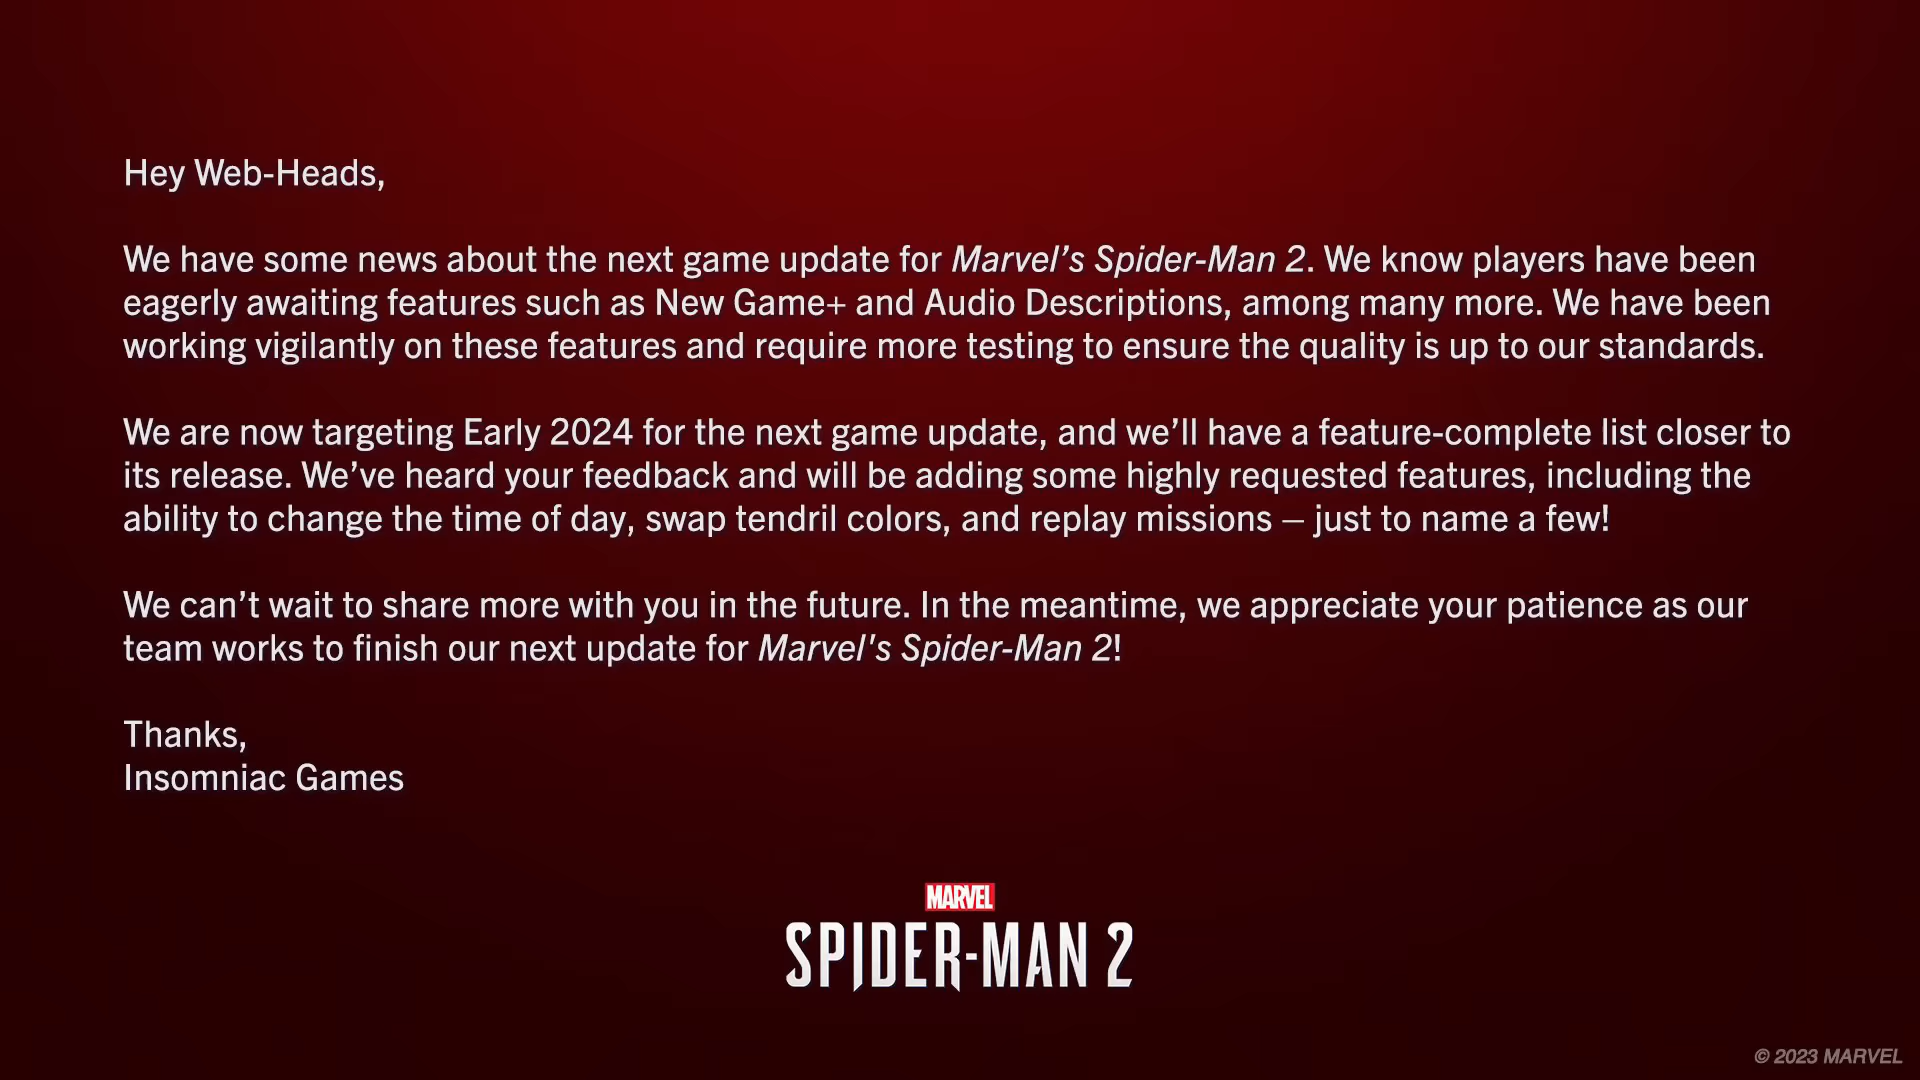 Hey Web-Heads,
We have some news about the next game update for Marvel’s Spider-Man 2. We know players have been
eagerly awaiting features such as New Game+ and Audio Descriptions, among many more. We have been
working vigilantly on these features and require more testing to ensure the quality is up to our standards.
We are now targeting Early 2024 for the next game update, and we’ll have a feature-complete list closer to
its release. We’ve heard your feedback and will be adding some highly requested features, including the
ability to change the time of day, swap tendril colors, and replay missions – just to name a few!
We can’t wait to share more with you in the future. In the meantime, we appreciate your patience as our
team works to finish our next update for Marvel's Spider-Man 2!
Thanks,
Insomniac Games
MARVEL
SPIDER-MAN 2
© 2023 MARVEL